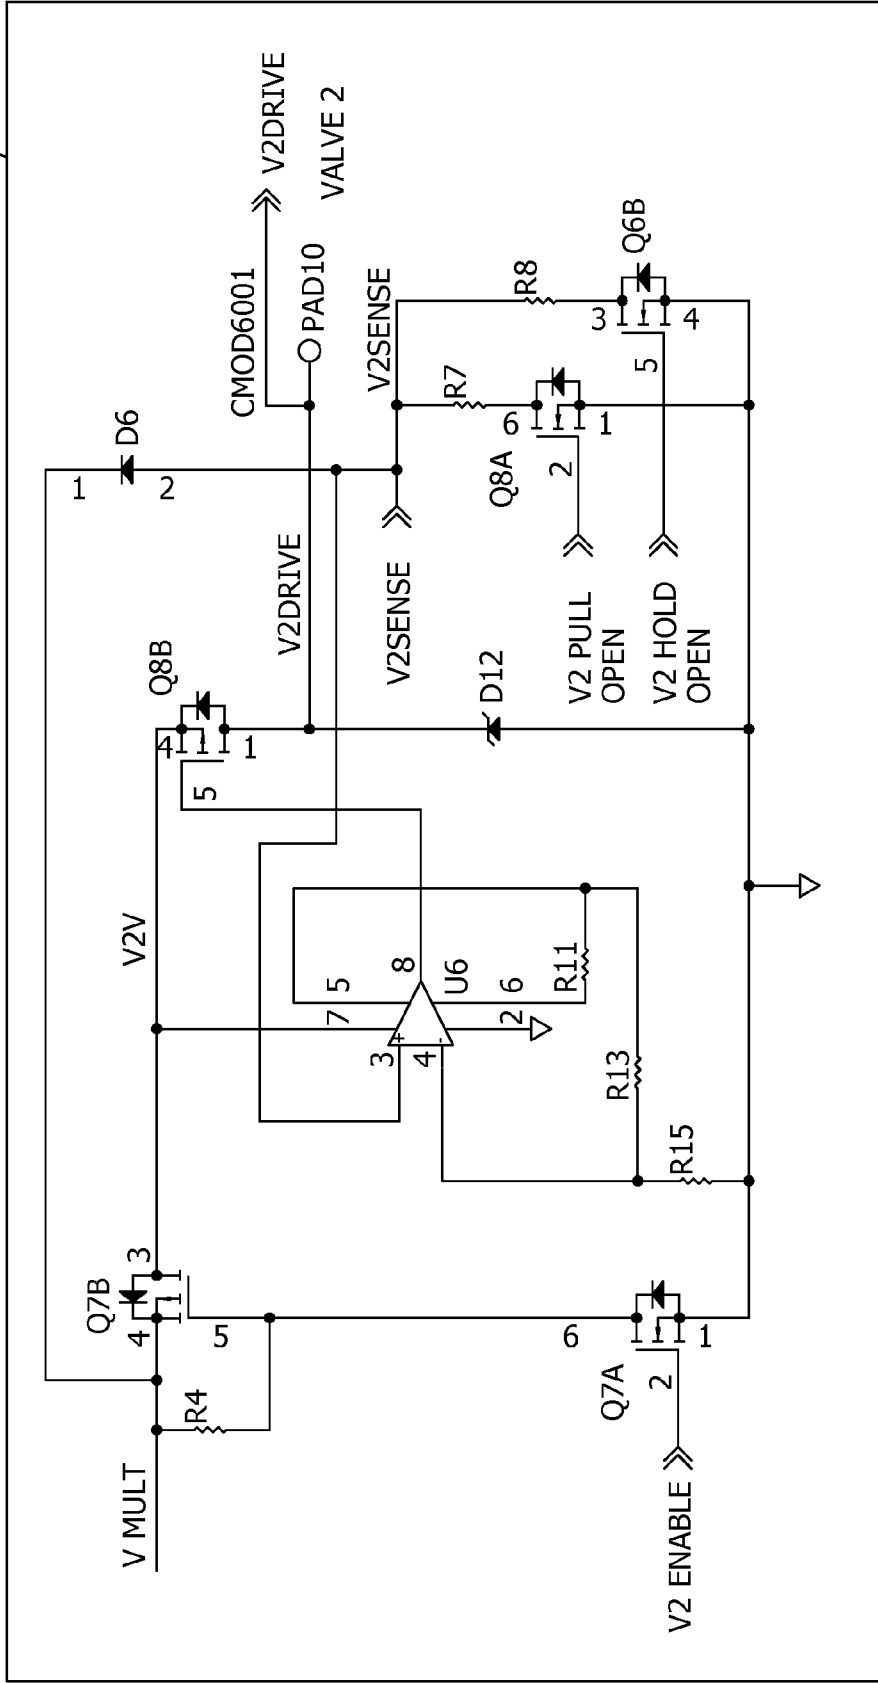 V MULT
R4
Q7B
4
3
5
V2V
Q8B
4
5
1
1
D6
2
CMOD6001
V2DRIVE
VALVE 2
PAD10
V2DRIVE
V2SENSE
V2SENSE
5
7
8
3
+
4
-
U6
2
6
R11
R13
R15
D12
R7
R8
6
Q8A
2
1
3
Q6B
5
4
V2 PULL
OPEN
V2 HOLD
OPEN
6
Q7A
2
1
V2 ENABLE